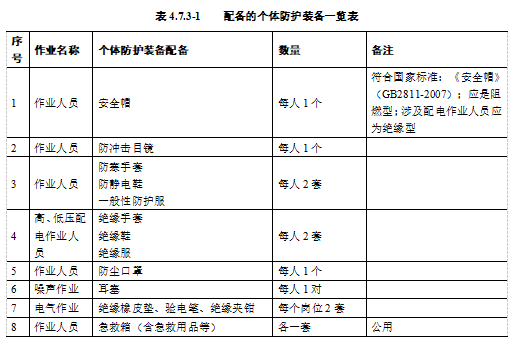 表 4.7.3-1 配备的个体防护装备一览表
序号 作业名称 个体防护装备配备 数量 备注
1 作业人员 安全帽 每人 1 个 符合国家标准：《安全帽》（GB2811-2007）；应是阻燃型；涉及配电作业人员应为绝缘型
2 作业人员 防冲击目镜 每人 1 个
3 作业人员 防寒手套
防静电鞋
一般性防护服 每人 2 套
4 高、低压配电作业人员 绝缘手套
绝缘鞋
绝缘服 每人 2 套
5 作业人员 防尘口罩 每人 1 个
6 噪声作业 耳塞 每人 1 对
7 电气作业 绝缘橡皮垫、验电笔、绝缘夹钳 每个岗位 2 套
8 作业人员 急救箱（含急救用品等） 各一套 公用